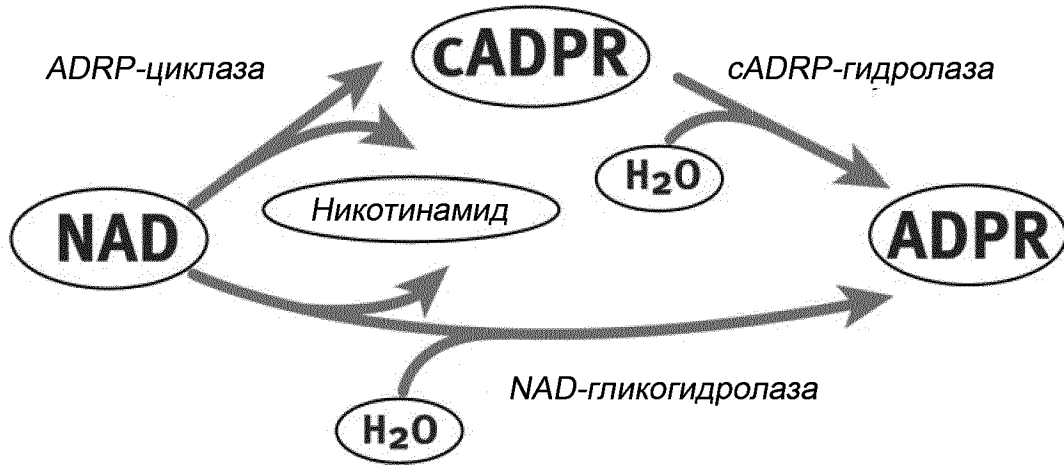 cADPR
ADRP-циклаза
cADRP-гидролаза
H2O
Никотинамид
NAD
ADPR
NAD-гликогидролаза
H2O